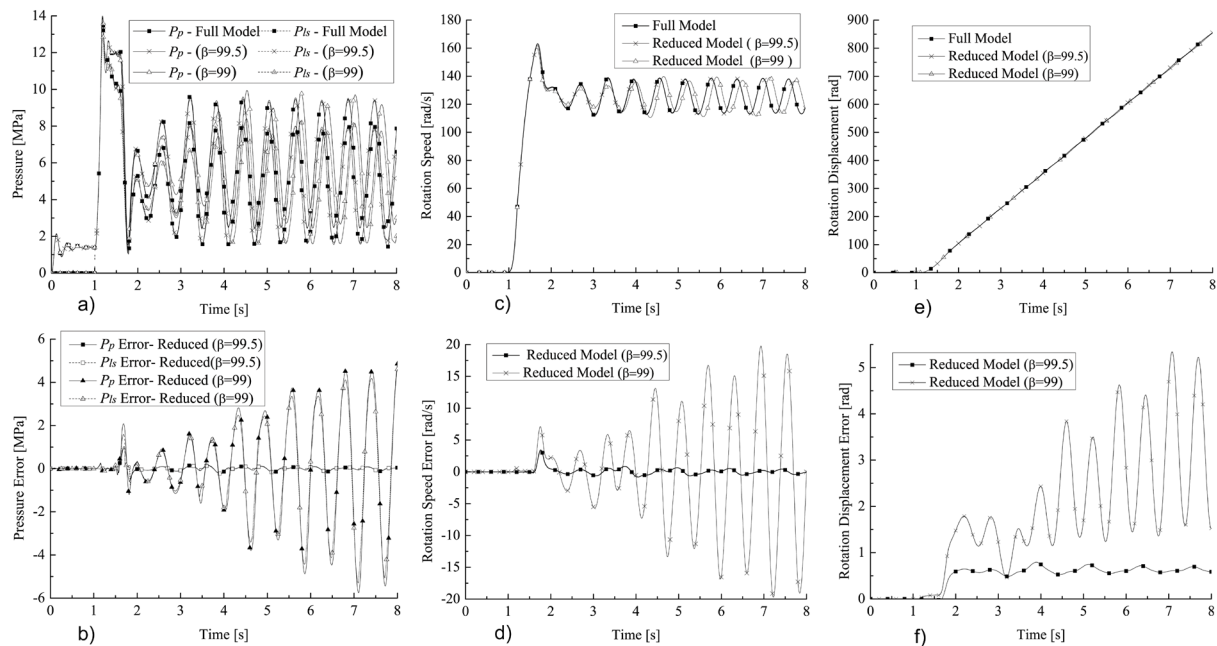 Pp - Full Model Pls - Full Model
Pp - (β=99.5) Pls - (β=99.5)
Pp - (β=99) Pls - (β=99)
Pressure [MPa]
14
12
10
8
6
4
2
0
0 1 2 3 4 5 6 7 8
Time [s]
a)
Full Model
Reduced Model ( β=99.5)
Reduced Model ( β=99 )
Rotation Speed [rad/s]
200
180
160
140
120
100
80
60
40
20
0
0 1 2 3 4 5 6 7 8
Time [s]
c)
Full Model
Reduced Model (β=99.5)
Reduced Model (β=99)
Rotation Displacement [rad]
900
800
700
600
500
400
300
200
100
0
0 1 2 3 4 5 6 7 8
Time [s]
e)
Pp Error- Reduced(β=99.5)
Pls Error- Reduced(β=99.5)
Pp Error- Reduced (β=99)
Pls Error- Reduced (β=99)
Pressure Error [MPa]
6
4
2
0
-2
-4
-6
0 1 2 3 4 5 6 7 8
Time [s]
b)
Reduced Model (β=99.5)
Reduced Model (β=99)
Rotation Speed Error [rad/s]
20
15
10
5
0
-5
-10
-15
-20
0 1 2 3 4 5 6 7 8
Time [s]
d)
Reduced Model (β=99.5)
Reduced Model (β=99)
Rotation Displacement Error [rad]
5
4
3
2
1
0
0 1 2 3 4 5 6 7 8
Time [s]
f)